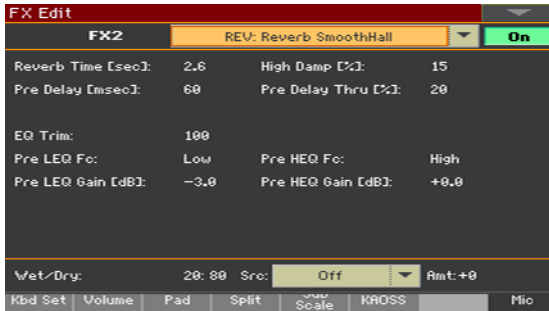 FX Edit
FX2 REV: Reverb SmoothHall On
Reverb Time [sec]: 2.6 High Damp [%]: 15
Pre Delay [msec]: 60 Pre Delay Thru [%]: 20
EQ Trim: 100
Pre LEQ Fc: Low Pre HEQ Fc: High
Pre LEQ Gain [dB]: -3.0 Pre HEQ Gain [dB]: +0.0
Wet/Dry: 20:80 Src: Off Amt:+0
Kbd Set Volume Pad Split Sub Scale KAOSS Mic